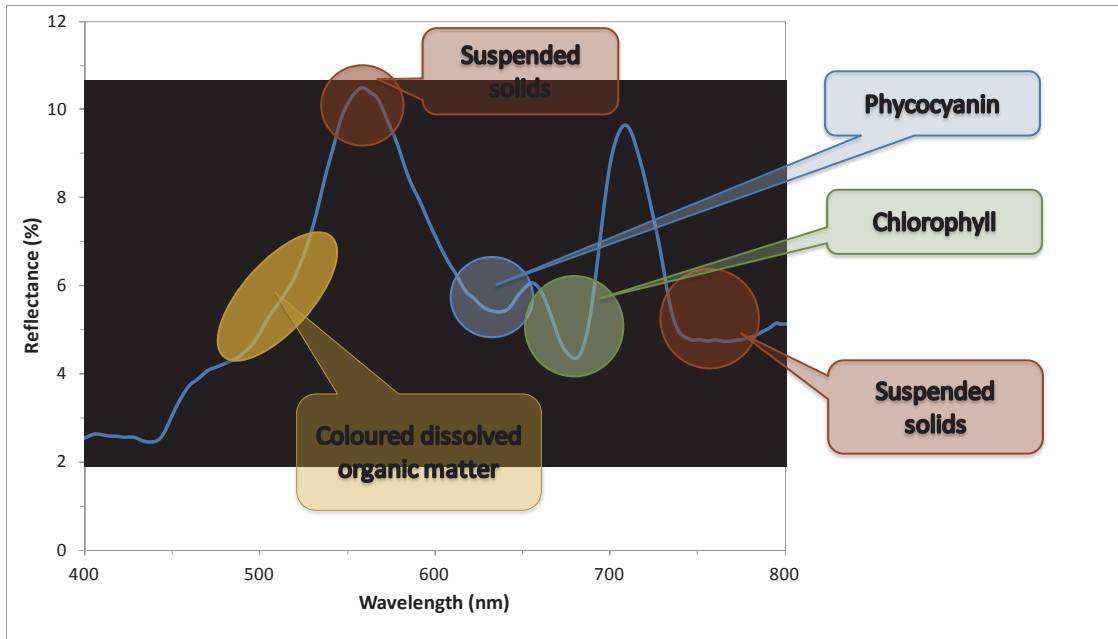 12
10
8
6
4
2
0
Reflectance (%)
400
500
600
700
800
Wavelength (nm)
Suspended
solids
Phycocyanin
Chlorophyll
Suspended
solids
Coloured dissolved
organic matter